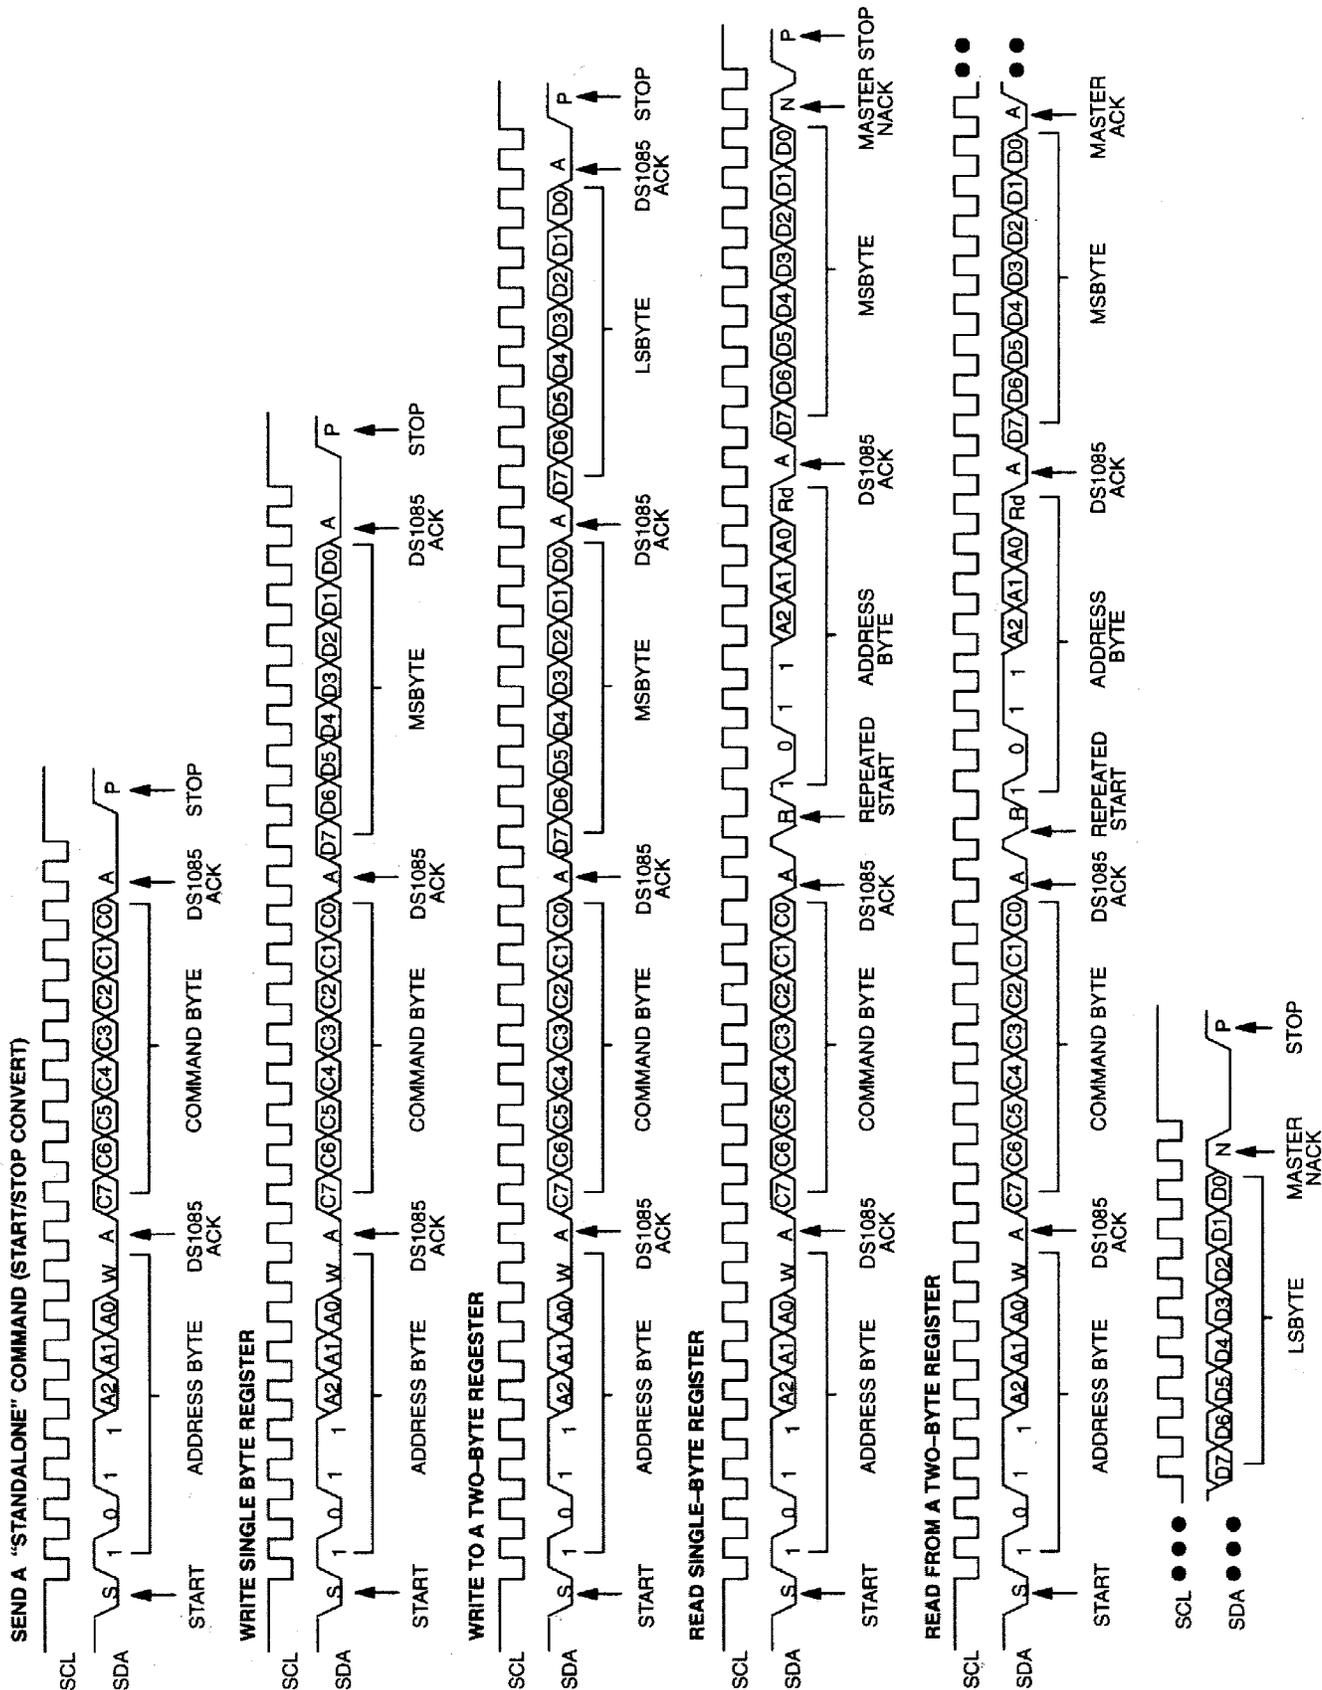 SEND A "STANDALONE" COMMAND (START/STOP CONVERT)
SCL
SDA S 1 0 1 1 A2 A1 A0 W A C7 C6 C5 C4 C3 C2 C1 C0 A P
START ADDRESS BYTE DS1085 COMMAND BYTE DS1085 STOP
ACK ACK
WRITE SINGLE BYTE REGISTER
SCL
SDA S 1 0 1 1 A2 A1 A0 W A C7 C6 C5 C4 C3 C2 C1 C0 A D7 D6 D5 D4 D3 D2 D1 D0 A P
START ADDRESS BYTE DS1085 COMMAND BYTE DS1085 MSBYTE DS1085 STOP
ACK ACK ACK
WRITE TO A TWO–BYTE REGESTER
SCL
SDA S 1 0 1 1 A2 A1 A0 W A C7 C6 C5 C4 C3 C2 C1 C0 A D7 D6 D5 D4 D3 D2 D1 D0 A D7 D6 D5 D4 D3 D2 D1 D0 A P
START ADDRESS BYTE DS1085 COMMAND BYTE DS1085 MSBYTE DS1085 LSBYTE DS1085 STOP
ACK ACK ACK ACK
READ SINGLE–BYTE REGISTER
SCL
SDA S 1 0 1 1 A2 A1 A0 W A C7 C6 C5 C4 C3 C2 C1 C0 A R 1 0 1 1 A2 A1 A0 Rd A D7 D6 D5 D4 D3 D2 D1 D0 N P
START ADDRESS BYTE DS1085 COMMAND BYTE DS1085 REPEATED ADDRESS DS1085 MSBYTE MASTER STOP
ACK ACK START BYTE ACK NACK
READ FROM A TWO–BYTE REGISTER
SCL
SDA S 1 0 1 1 A2 A1 A0 W A C7 C6 C5 C4 C3 C2 C1 C0 A R 1 0 1 1 A2 A1 A0 Rd A D7 D6 D5 D4 D3 D2 D1 D0 A
START ADDRESS BYTE DS1085 COMMAND BYTE DS1085 REPEATED ADDRESS DS1085 MSBYTE MASTER
ACK ACK START BYTE ACK ACK
SCL
SDA D7 D6 D5 D4 D3 D2 D1 D0 N P
LSBYTE MASTER STOP
NACK